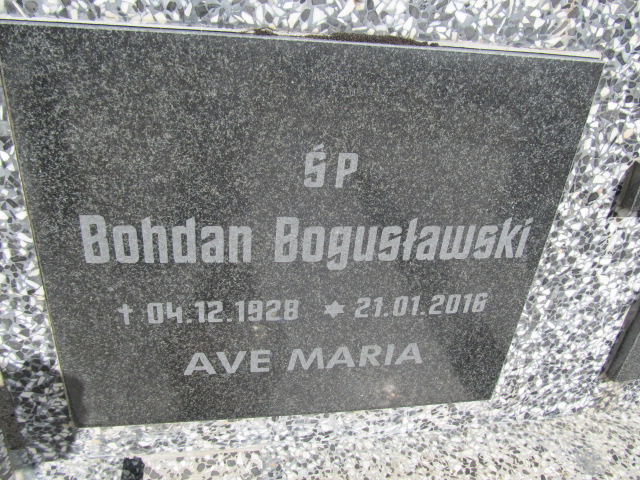 ŚP
Bohdan Bogusławski
† 04.12.1928 ✶ 21.01.2016
AVE MARIA